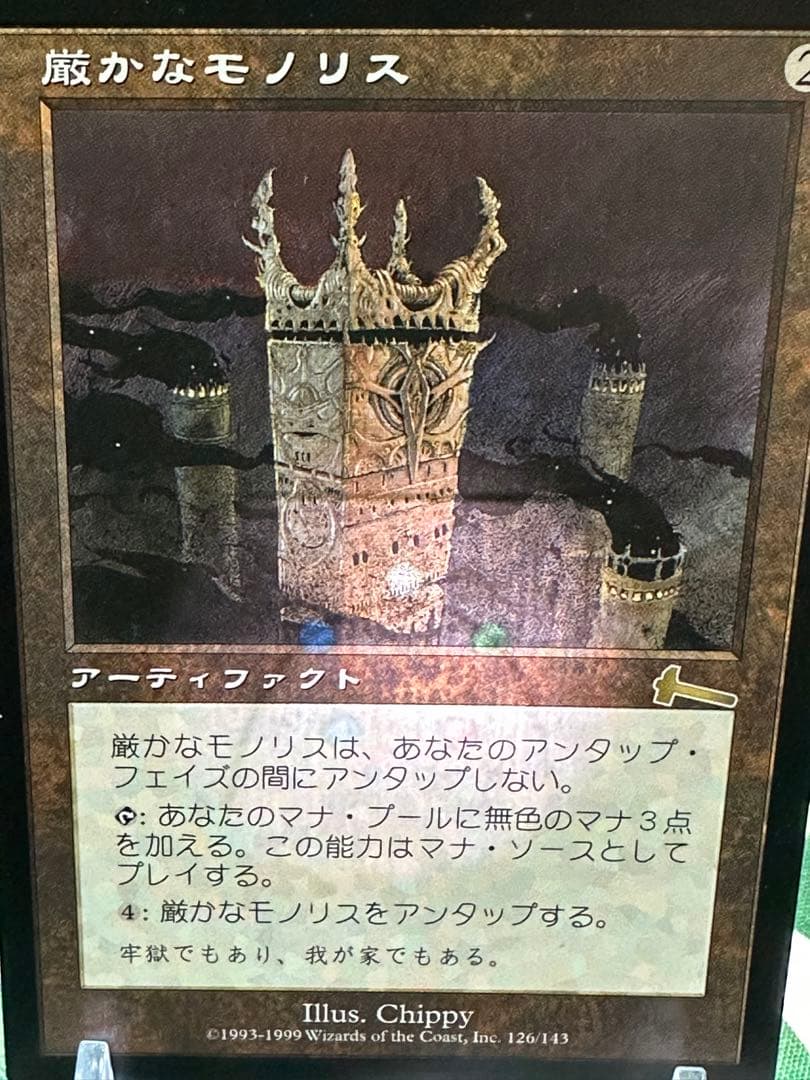 厳かなモノリス
2
アーティファクト
厳かなモノリスは、あなたのアンタップ・
フェイズの間にアンタップしない。
: あなたのマナ・プールに無色のマナ３点
を加える。この能力はマナ・ソースとして
プレイする。
4: 厳かなモノリスをアンタップする。
牢獄でもあり、我が家でもある。
Illus. Chippy
©1993-1999 Wizards of the Coast, Inc. 126/143